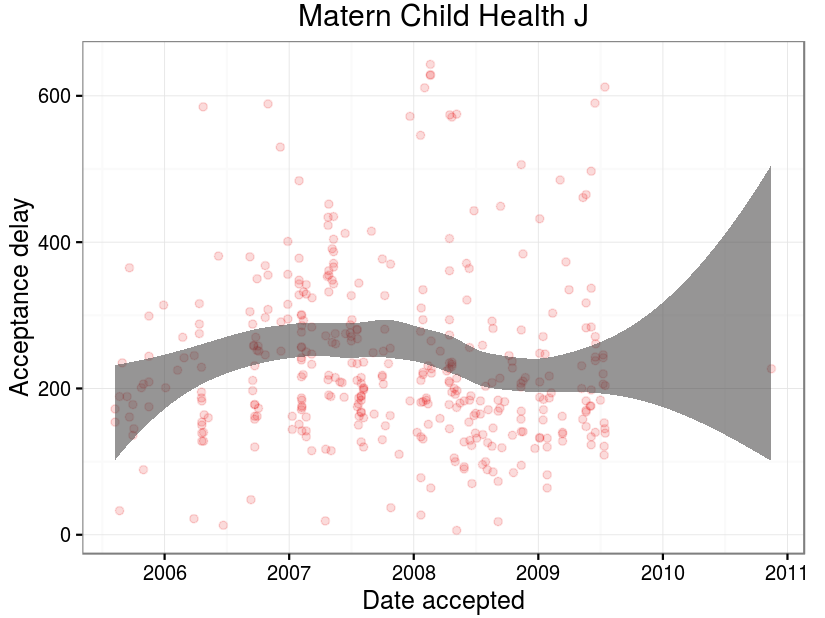 Matern Child Health J
Acceptance delay
600
400
200
0
2006 2007 2008 2009 2010 2011
Date accepted